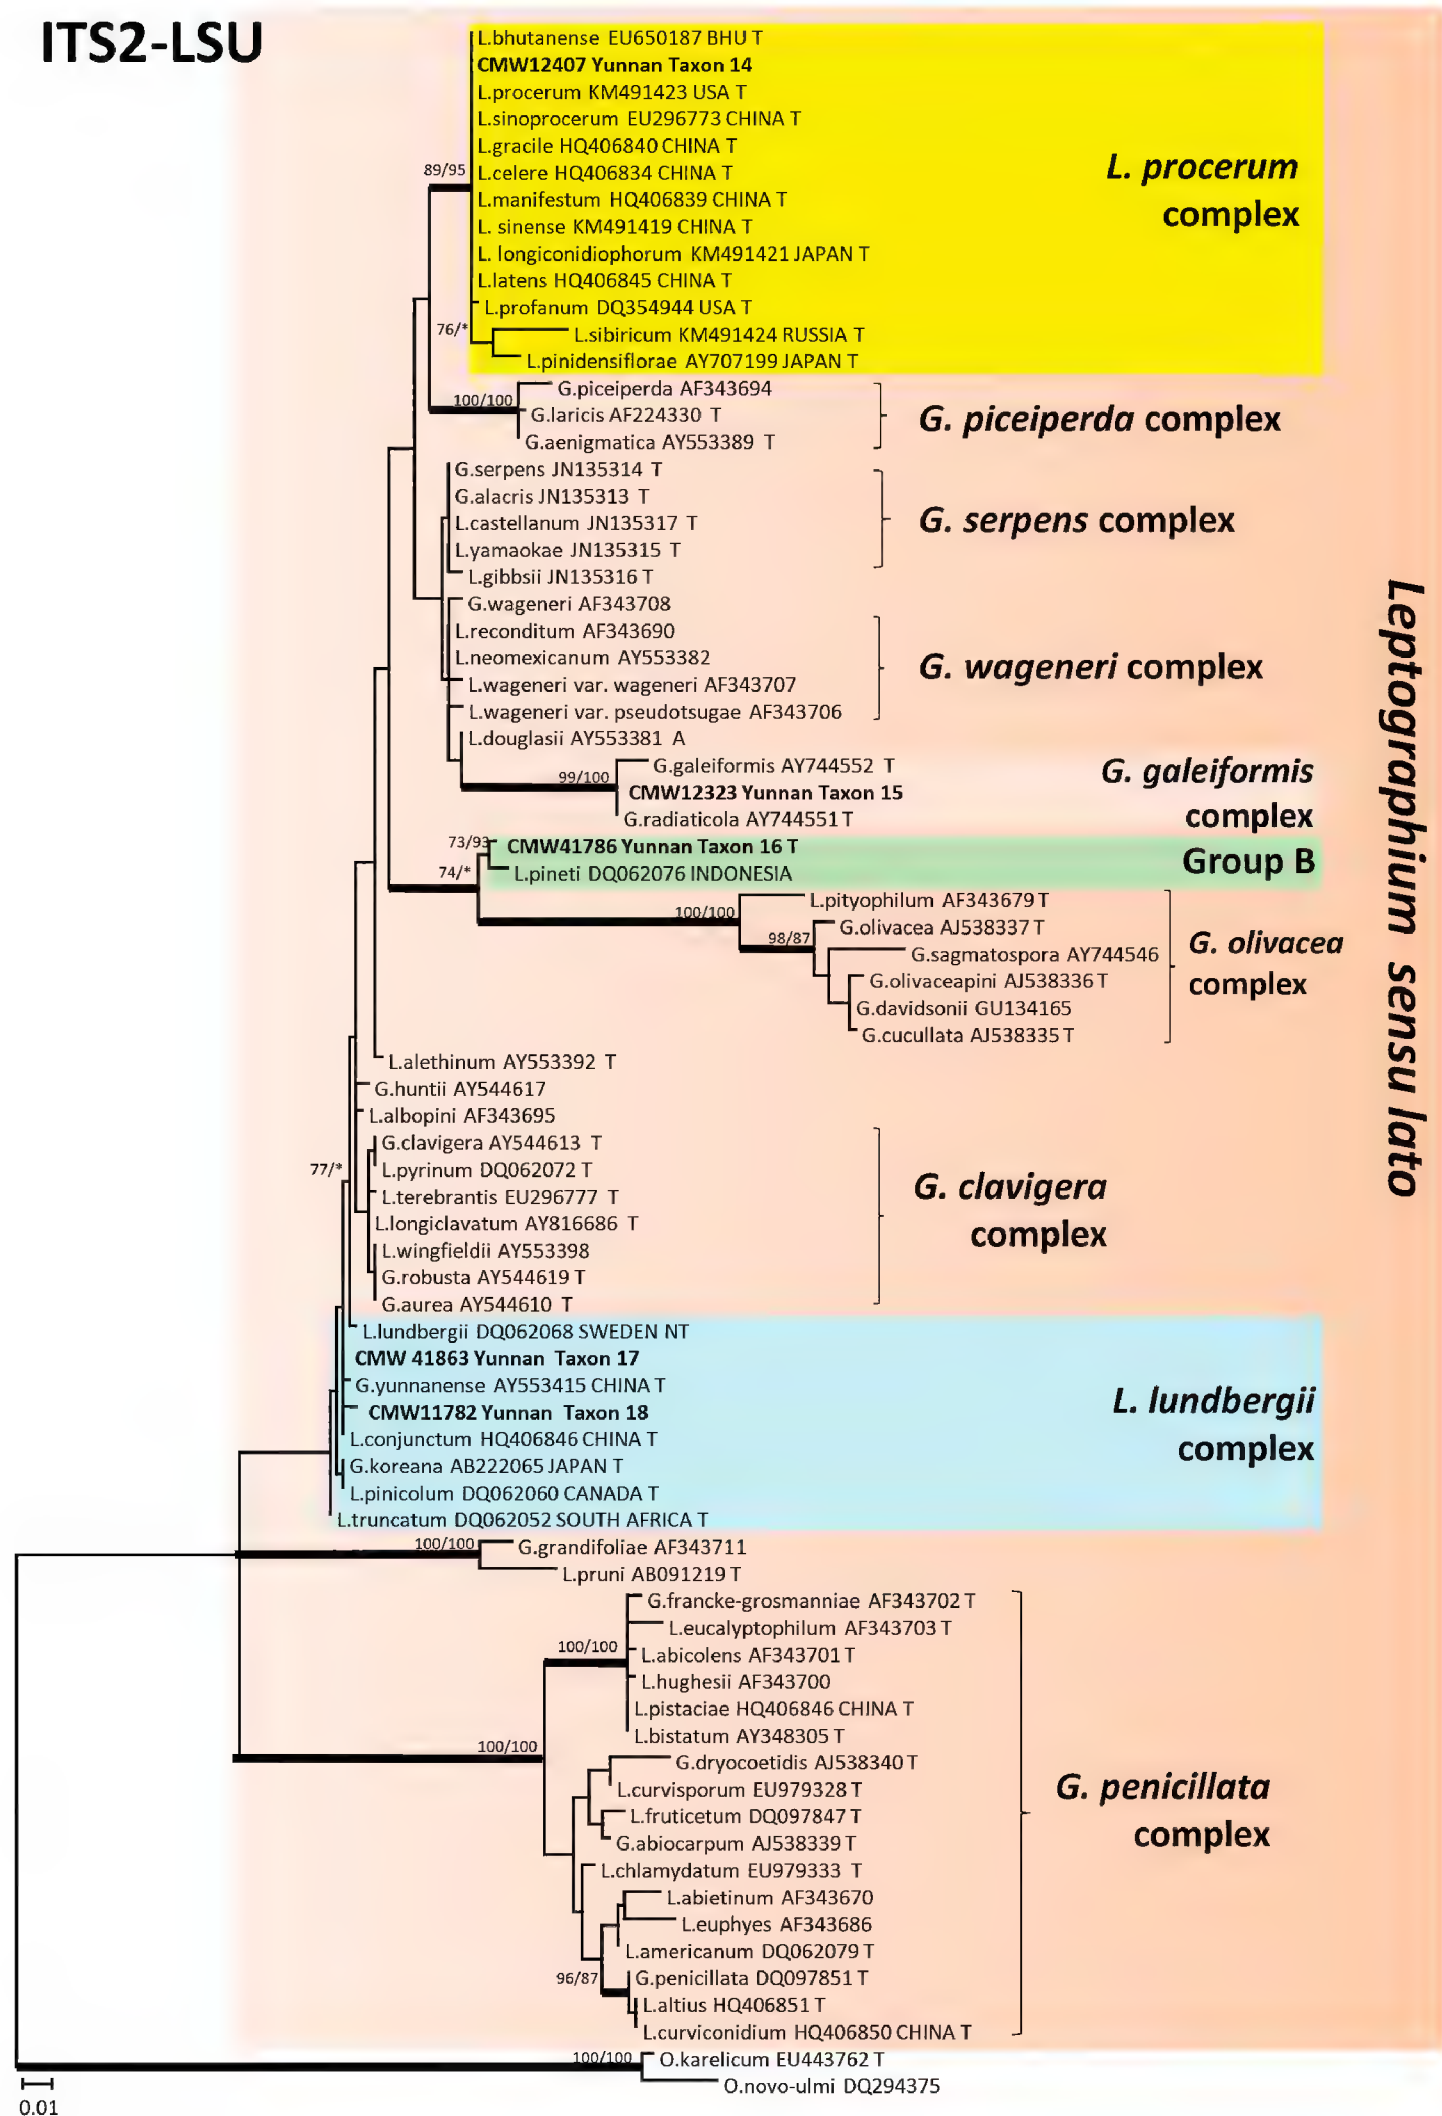 ITS2-LSU
L.bhutanense EU650187 BHU T
CMW12407 Yunnan Taxon 14
L.procerum KM491423 USA T
L.sinoprocerum EU296773 CHINA T
L.gracile HQ406840 CHINA T
89/95
L.celere HQ406834 CHINA T
L.manifestum HQ406839 CHINA T
L. sinense KM491419 CHINA T
L. longiconidiophorum KM491421 JAPAN T
L.latens HQ406845 CHINA T
L.profanum DQ354944 USA T
76/*
L.sibiricum KM491424 RUSSIA T
L.pinidensiflorae AY707199 JAPAN T
L. procerum
complex
G.piceiperda AF343694
100/100
G.laricis AF224330 T
G.aenigmatica AY553389 T
G. piceiperda complex
G.serpens JN135314 T
G.alacris JN135313 T
L.castellanum JN135317 T
L.yamaokae JN135315 T
L.gibbsii JN135316 T
G. serpens complex
G.wageneri AF343708
L.reconditum AF343690
L.neomexicanum AY553382
L.wageneri var. wageneri AF343707
L.wageneri var. pseudotsugae AF343706
G. wageneri complex
L.douglasii AY553381 A
G.galeiformis AY744552 T
99/100
CMW12323 Yunnan Taxon 15
G.radiaticola AY744551 T
G. galeiformis
complex
73/93
CMW41786 Yunnan Taxon 16 T
74/*
L.pineti DQ062076 INDONESIA
Group B
L.pityophilum AF343679 T
100/100
G.olivacea AJ538337 T
98/87
G.sagmatospora AY744546
G.olivaceapini AJ538336 T
G.davidsonii GU134165
G.cucullata AJ538335 T
G. olivacea
complex
L.alethinum AY553392 T
G.huntii AY544617
L.albopini AF343695
G.clavigera AY544613 T
77/*
L.pyrinum DQ062072 T
L.terebrantis EU296777 T
L.longiclavatum AY816686 T
L.wingfieldii AY553398
G.robusta AY544619 T
G.aurea AY544610 T
G. clavigera
complex
L.lundbergii DQ062068 SWEDEN NT
CMW 41863 Yunnan Taxon 17
G.yunnanense AY553415 CHINA T
CMW11782 Yunnan Taxon 18
L.conjunctum HQ406846 CHINA T
G.koreana AB222065 JAPAN T
L.pinicolum DQ062060 CANADA T
L.truncatum DQ062052 SOUTH AFRICA T
L. lundbergii
complex
100/100
G.grandifoliae AF343711
L.pruni AB091219 T
G.francke-grosmanniae AF343702 T
L.eucalyptophilum AF343703 T
100/100
L.abicolens AF343701 T
L.hughesii AF343700
L.pistaciae HQ406846 CHINA T
L.bistatum AY348305 T
100/100
G.dryocoetidis AJ538340 T
L.curvisporum EU979328 T
L.fruticetum DQ097847 T
G.abiocarpum AJ538339 T
L.chlamydatum EU979333 T
L.abietinum AF343670
L.euphyes AF343686
L.americanum DQ062079 T
96/87
G.penicillata DQ097851 T
L.altius HQ406851 T
L.curviconidium HQ406850 CHINA T
G. penicillata
complex
Leptographium sensu lato
100/100
O.karelicum EU443762 T
O.novo-ulmi DQ294375
0.01